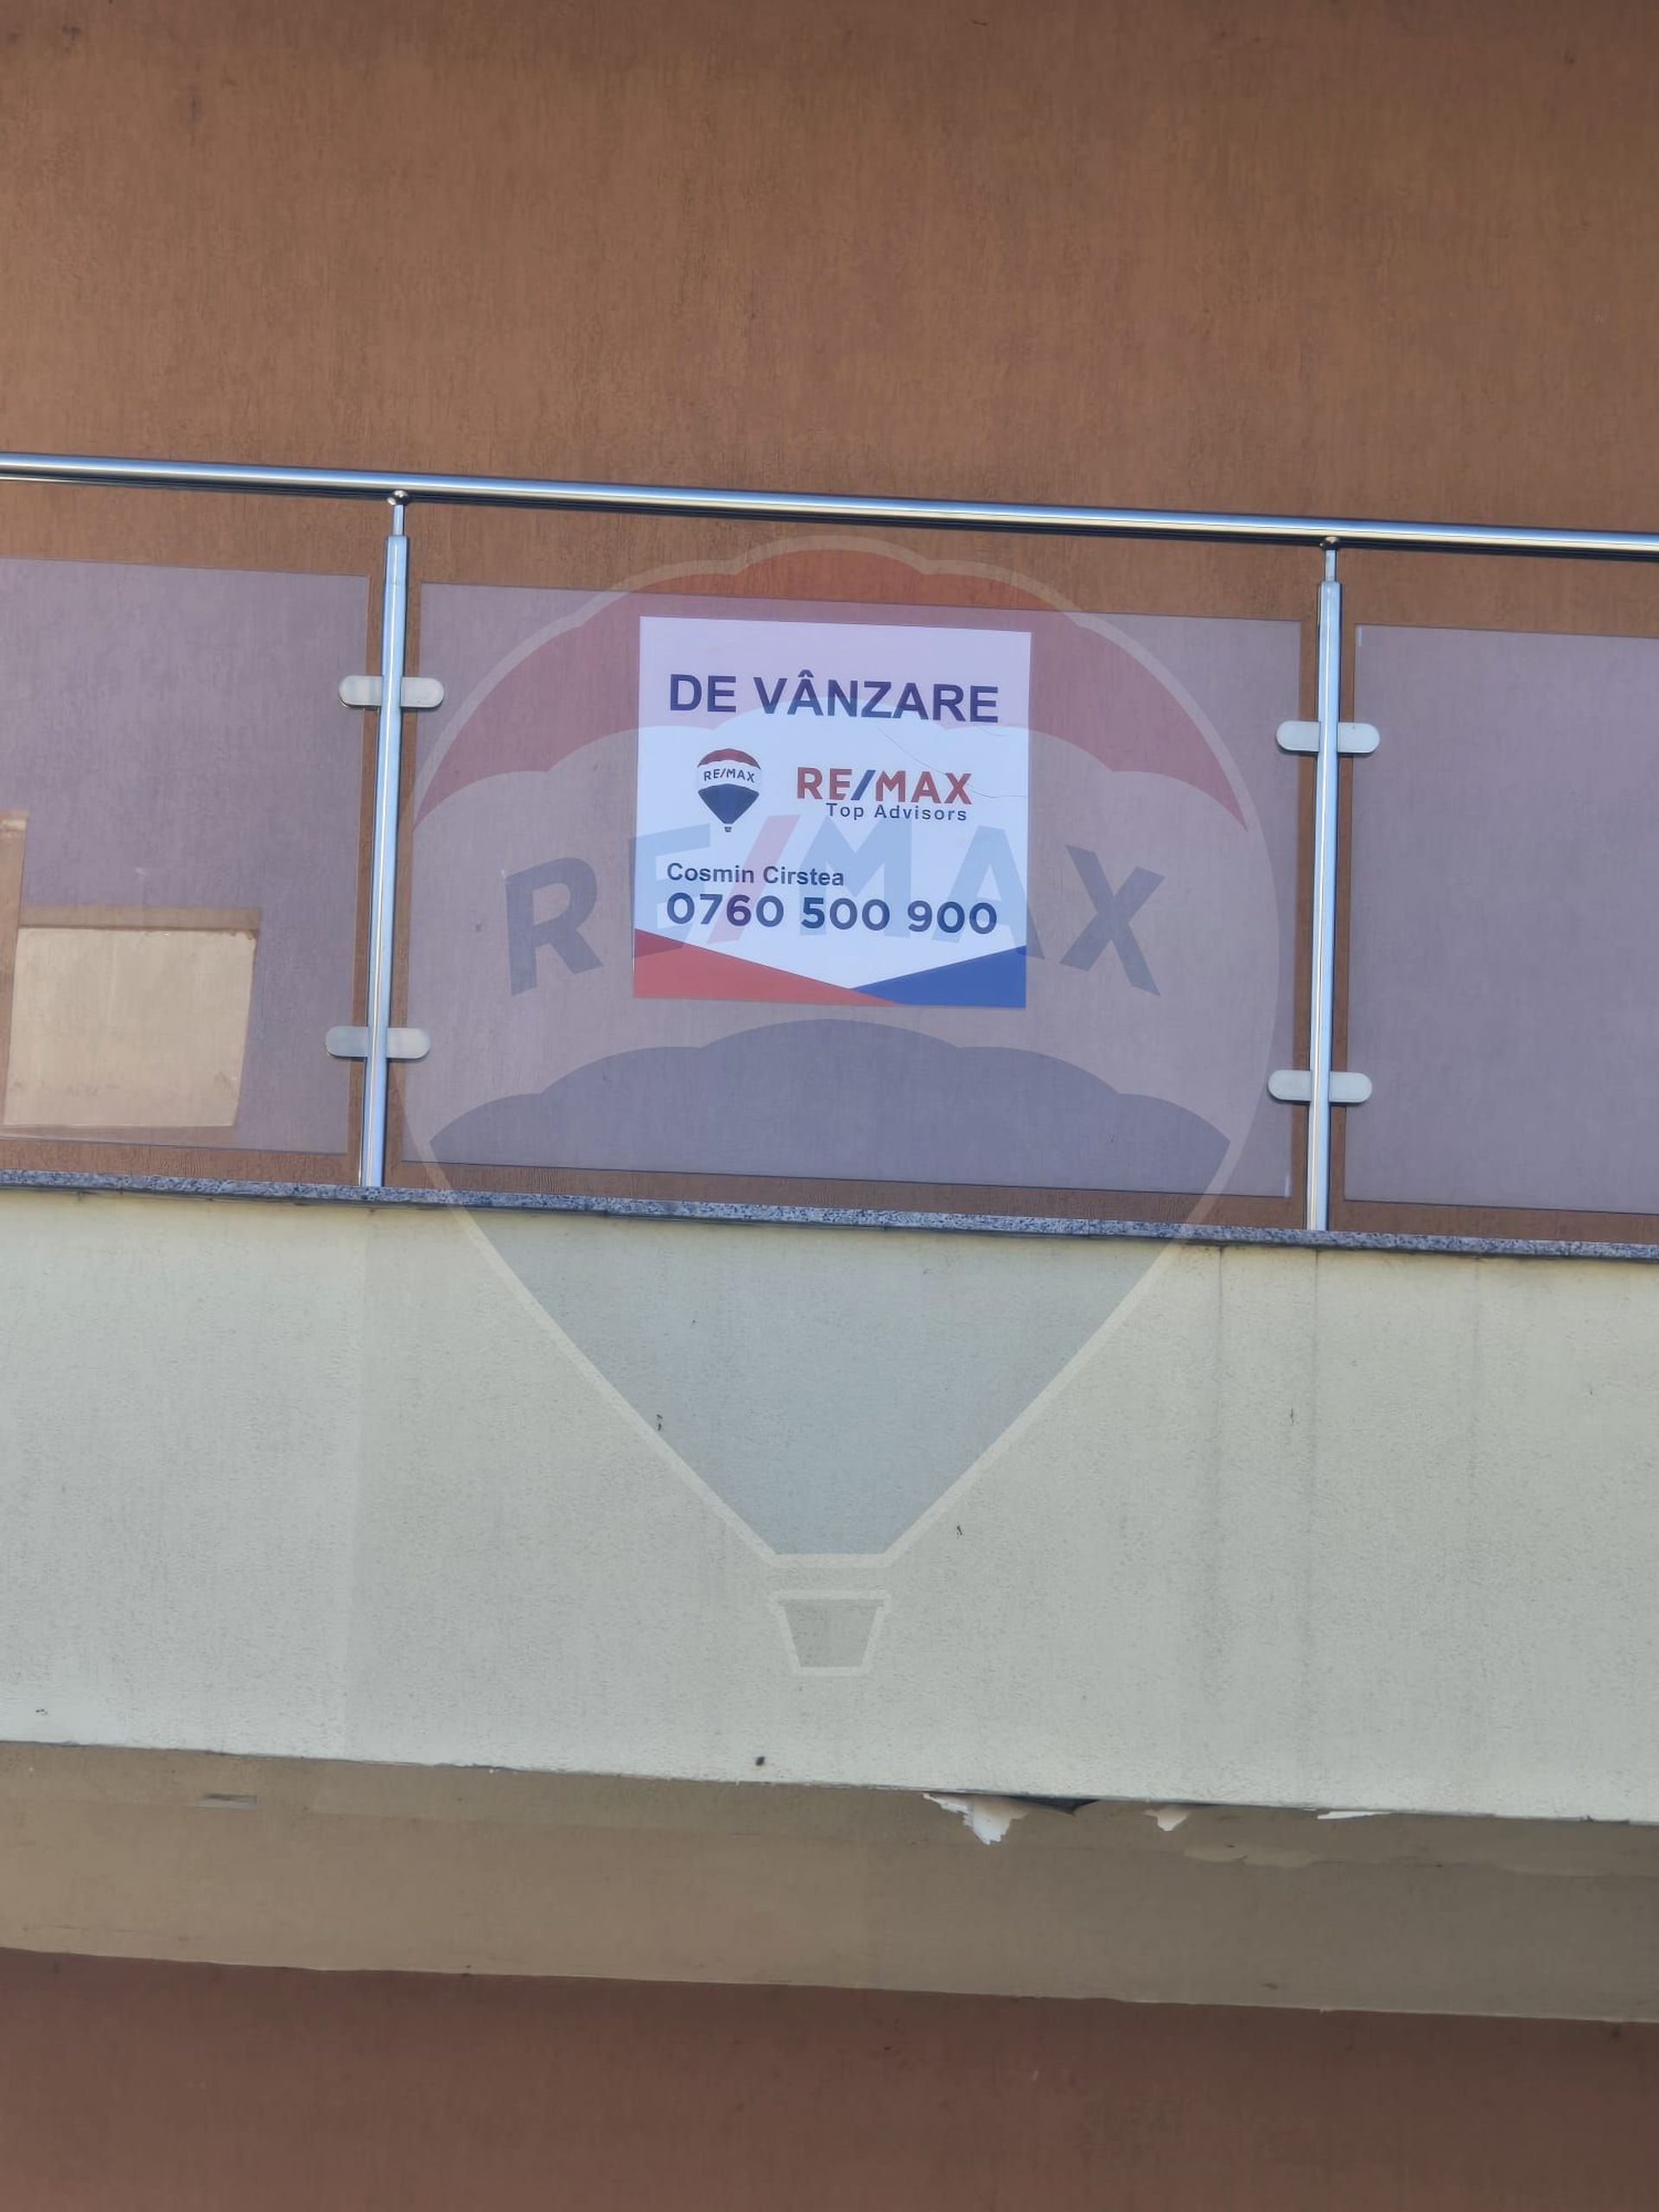 DE VÂNZARE
RE/MAX
RE/MAX
Top Advisors
Cosmin Cirstea
0760 500 900
RE/MAX